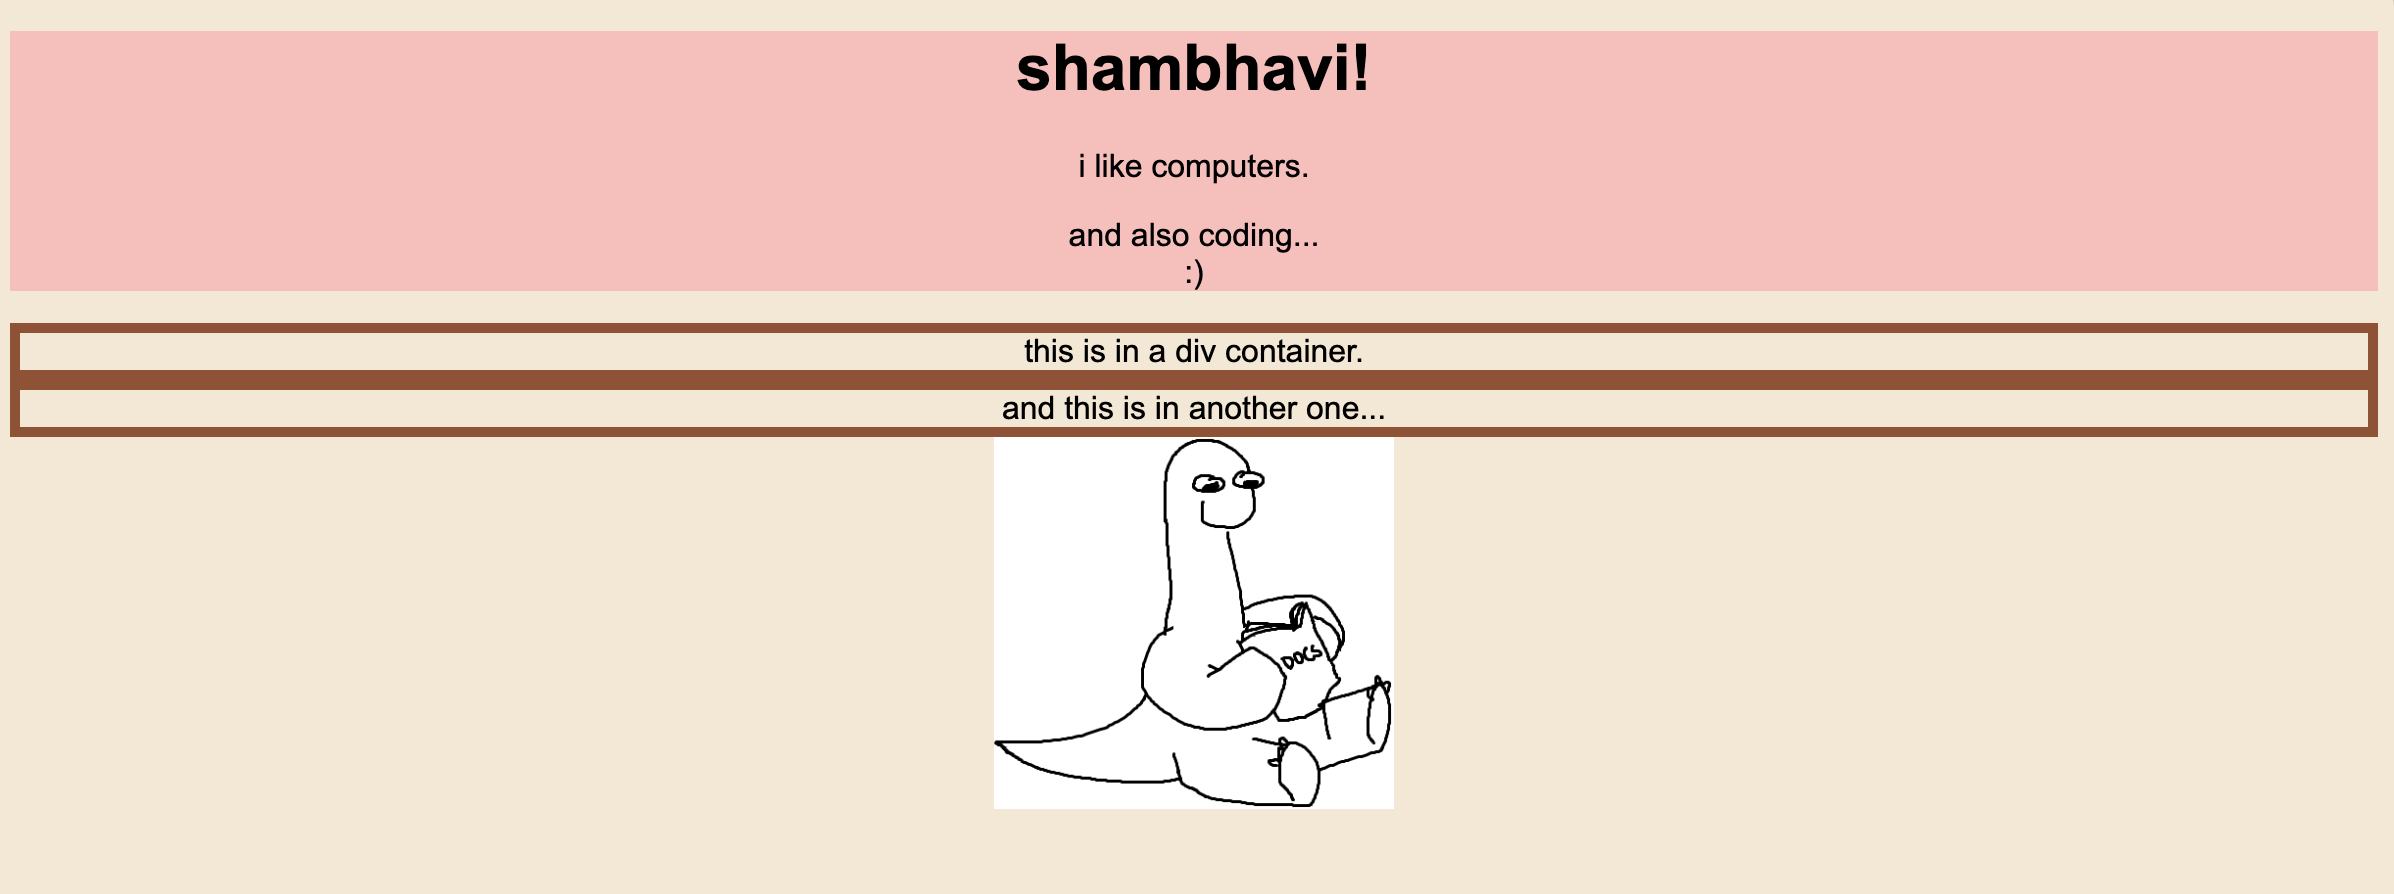 shambhavi!
i like computers.
and also coding...
:)
this is in a div container.
and this is in another one...
DOCS